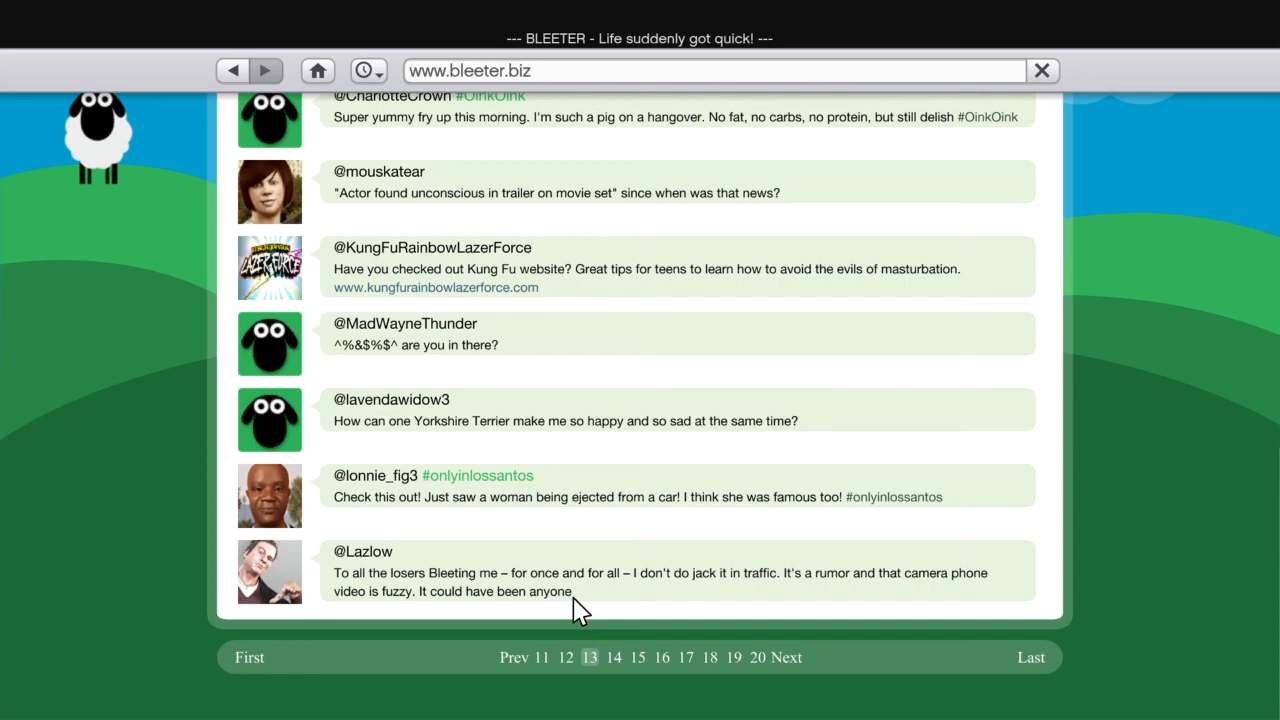 --- BLEETER - Life suddenly got quick! ---
www.bleeter.biz
@CharlotteCrown #OinkOink
Super yummy fry up this morning. I'm such a pig on a hangover. No fat, no carbs, no protein, but still delish #OinkOink
@mouskatear
"Actor found unconscious in trailer on movie set" since when was that news?
LAZER FORCE
@KungFuRainbowLazerForce
Have you checked out Kung Fu website? Great tips for teens to learn how to avoid the evils of masturbation.
www.kungfurainbowlazerforce.com
@MadWayneThunder
^%&$%$^ are you in there?
@lavendawidow3
How can one Yorkshire Terrier make me so happy and so sad at the same time?
@lonnie_fig3 #onlyinlossantos
Check this out! Just saw a woman being ejected from a car! I think she was famous too! #onlyinlossantos
@Lazlow
To all the losers Bleeting me – for once and for all – I don't do jack it in traffic. It's a rumor and that camera phone
video is fuzzy. It could have been anyone
First Prev 11 12 13 14 15 16 17 18 19 20 Next Last